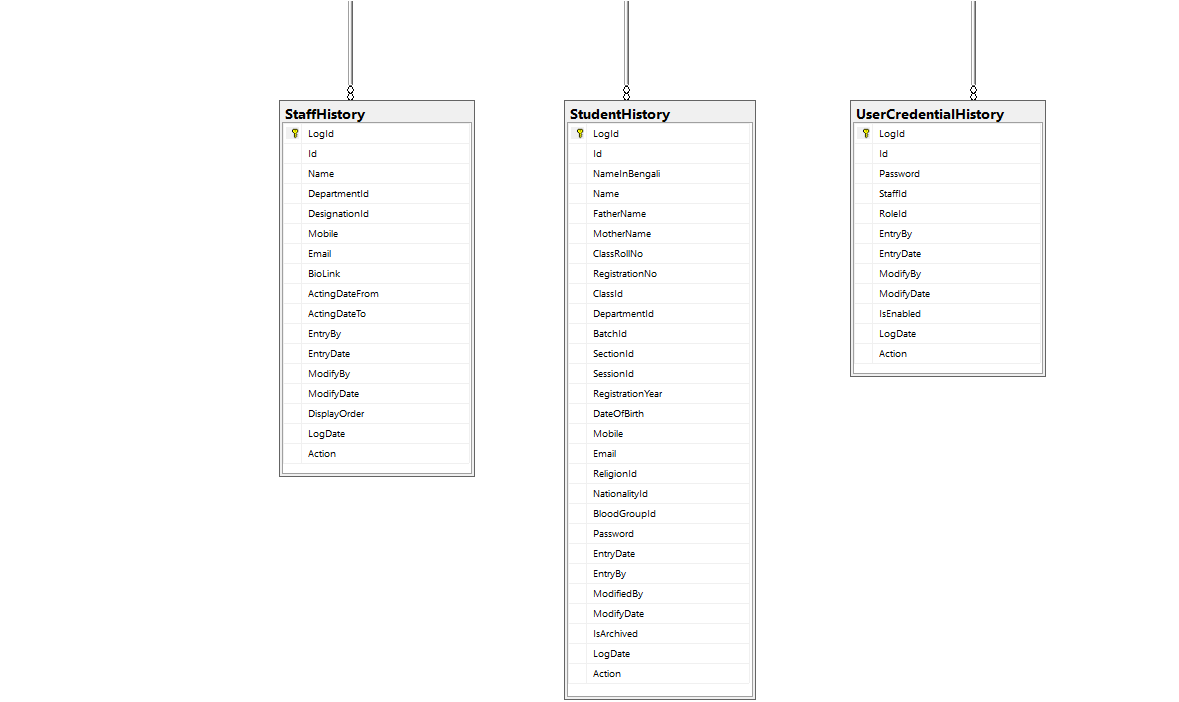 StaffHistory
LogId
Id
Name
DepartmentId
DesignationId
Mobile
Email
BioLink
ActingDateFrom
ActingDateTo
EntryBy
EntryDate
ModifyBy
ModifyDate
DisplayOrder
LogDate
Action
StudentHistory
LogId
Id
NameInBengali
Name
FatherName
MotherName
ClassRollNo
RegistrationNo
ClassId
DepartmentId
BatchId
SectionId
SessionId
RegistrationYear
DateOfBirth
Mobile
Email
ReligionId
NationalityId
BloodGroupId
Password
EntryDate
EntryBy
ModifiedBy
ModifyDate
IsArchived
LogDate
Action
UserCredentialHistory
LogId
Id
Password
StaffId
RoleId
EntryBy
EntryDate
ModifyBy
ModifyDate
IsEnabled
LogDate
Action